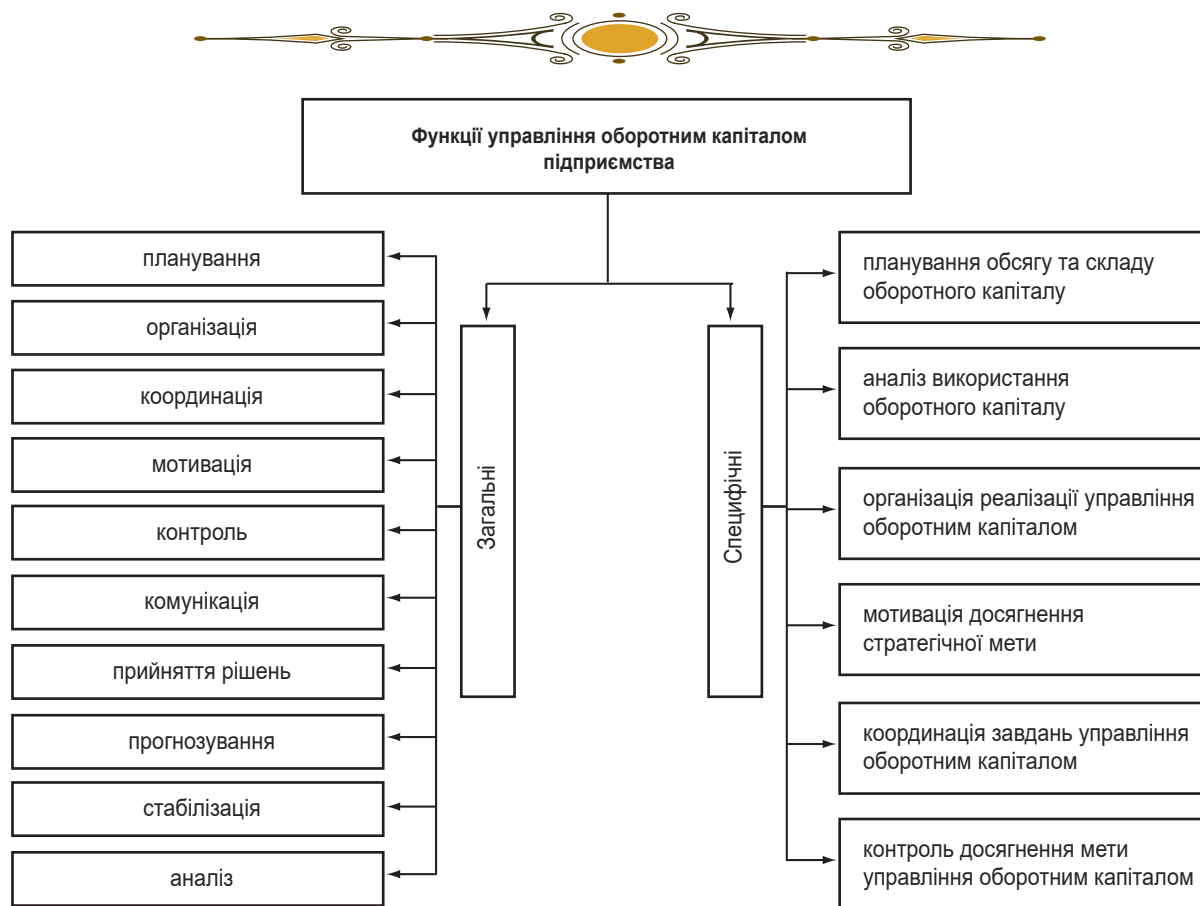 Функції управління оборотним капіталом
підприємства
планування
організація
координація
мотивація
контроль
комунікація
прийняття рішень
прогнозування
стабілізація
аналіз
Загальні
Специфічні
планування обсягу та складу
оборотного капіталу
аналіз використання
оборотного капіталу
організація реалізації управління
оборотним капіталом
мотивація досягнення
стратегічної мети
координація завдань управління
оборотним капіталом
контроль досягнення мети
управління оборотним капіталом